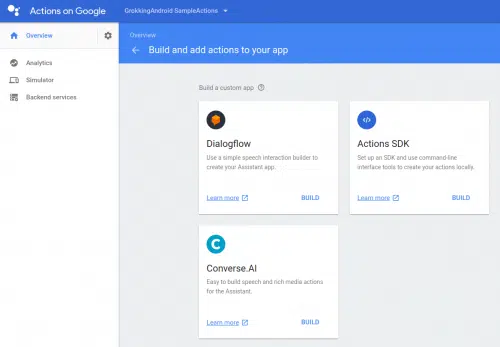 Actions on Google
GrokkingAndroid SampleActions
Overview
Analytics
Simulator
Backend services
Overview
Build and add actions to your app
Build a custom app
Dialogflow
Use a simple speech interaction builder to
create your Assistant app.
Learn more
BUILD
Actions SDK
Set up an SDK and use command-line
interface tools to create your actions locally.
Learn more
BUILD
Converse.AI
Easy to build speech and rich media actions
for the Assistant.
Learn more
BUILD